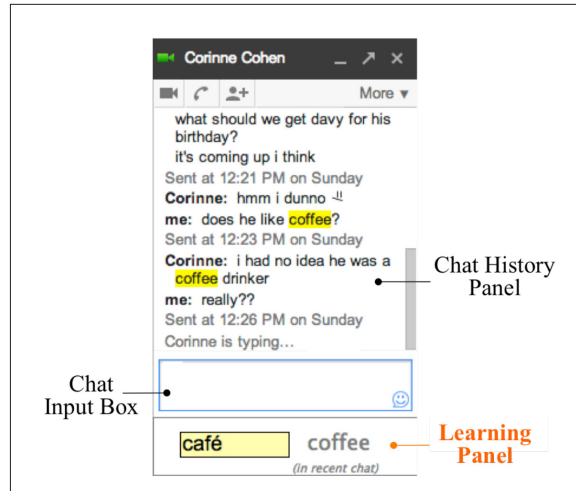 Corinne Cohen
More ▼
what should we get davy for his
birthday?
it's coming up i think
Sent at 12:21 PM on Sunday
Corinne: hmm i dunno
me: does he like coffee?
Sent at 12:23 PM on Sunday
Corinne: i had no idea he was a
coffee drinker
me: really??
Sent at 12:26 PM on Sunday
Corinne is typing...
Chat History
Panel
Chat
Input Box
café
coffee
(in recent chat)
Learning
Panel